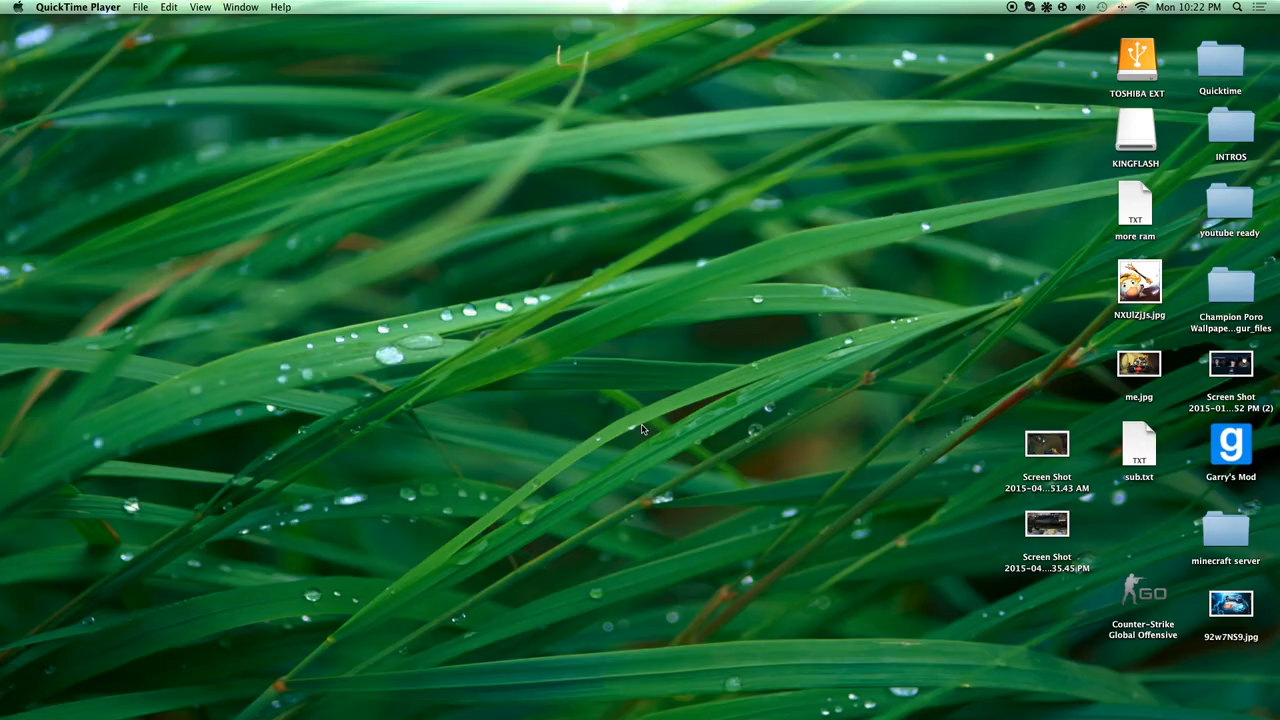 QuickTime Player File Edit View Window Help Mon 10:22 PM
TOSHIBA EXT
Quicktime
KINGFLASH
INTROS
TXT
more ram
youtube ready
NXUlZJJs.jpg
Champion Poro
Wallpape...gur_files
me.jpg
Screen Shot
2015-01...52 PM (2)
Screen Shot
2015-04...51.43 AM
TXT
sub.txt
g
Garry's Mod
Screen Shot
2015-04....35.45 PM
minecraft server
GO
Counter-Strike
Global Offensive
92w7NS9.jpg